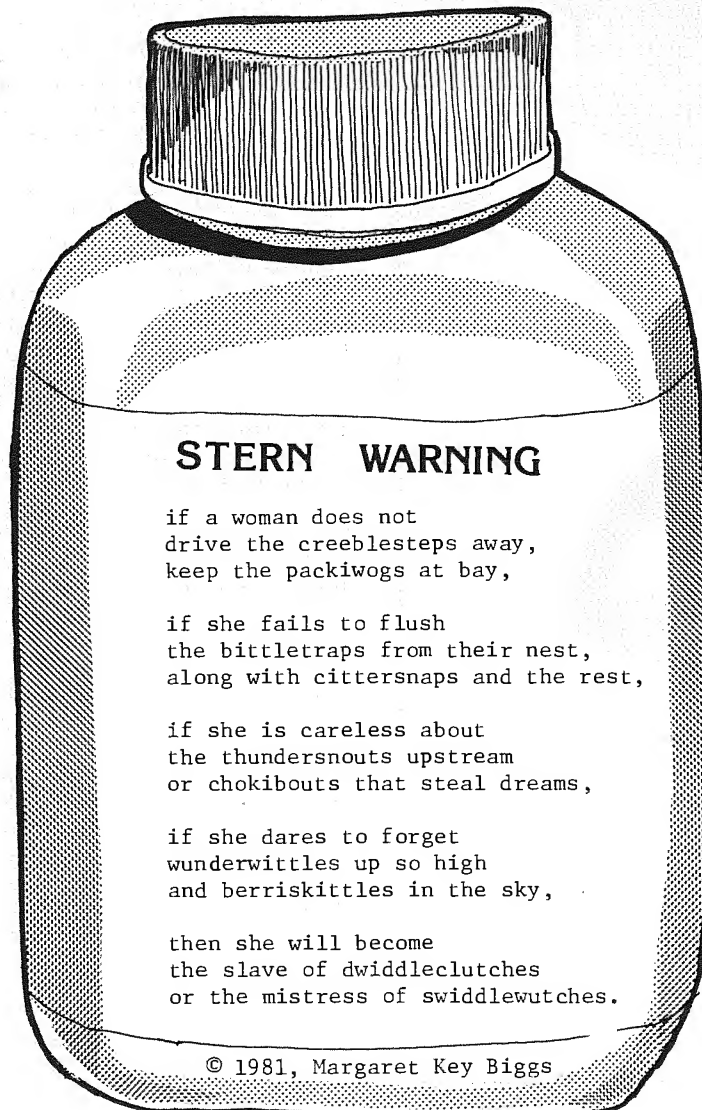 STERN WARNING
if a woman does not
drive the creeblesteps away,
keep the packiwogs at bay,
if she fails to flush
the bittletraps from their nest,
along with cittersnaps and the rest,
if she is careless about
the thundersnouts upstream
or chokibouts that steal dreams,
if she dares to forget
wunderwittles up so high
and berriskittles in the sky,
then she will become
the slave of dwiddleclutches
or the mistress of swiddlewutches.
© 1981, Margaret Key Biggs